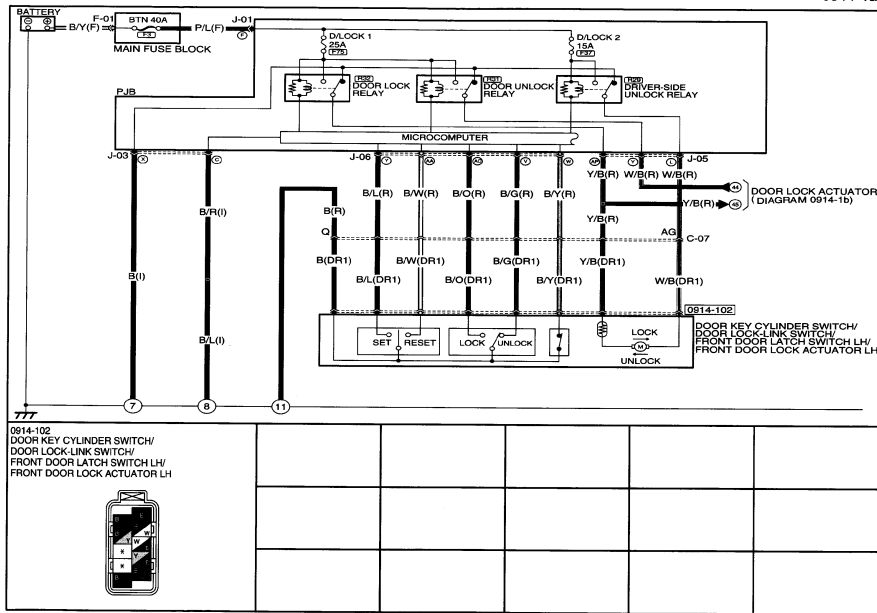 BATTERY
F-01
BTN 40A
J-01
B/Y(F)
P/L(F)
F3
F
MAIN FUSE BLOCK
D/LOCK 1
25A
F75
D/LOCK 2
15A
F37
R32
DOOR LOCK
RELAY
R31
DOOR UNLOCK
RELAY
R29
DRIVER-SIDE
UNLOCK RELAY
PJB
MICROCOMPUTER
J-03
X
C
J-06
Y
AA
AD
V
W
AP
Y
L
J-05
B/L(R)
B/W(R)
B/O(R)
B/G(R)
B/Y(R)
Y/B(R)
W/B(R)
W/B(R)
44
DOOR LOCK ACTUATOR
(DIAGRAM 0914-1b)
Y/B(R)
45
B/R(I)
B(R)
Y/B(R)
Q
AG
C-07
B(I)
B(DR1)
B/W(DR1)
B/G(DR1)
Y/B(DR1)
B/L(DR1)
B/O(DR1)
B/Y(DR1)
W/B(DR1)
B/L(I)
0914-102
SET
RESET
LOCK
UNLOCK
LOCK
M
UNLOCK
DOOR KEY CYLINDER SWITCH/
DOOR LOCK-LINK SWITCH/
FRONT DOOR LATCH SWITCH LH/
FRONT DOOR LOCK ACTUATOR LH
7
8
11
0914-102
DOOR KEY CYLINDER SWITCH/
DOOR LOCK-LINK SWITCH/
FRONT DOOR LATCH SWITCH LH/
FRONT DOOR LOCK ACTUATOR LH
W
Y
W
*
Y
*